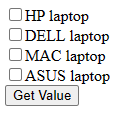 HP laptop
DELL laptop
MAC laptop
ASUS laptop
Get Value